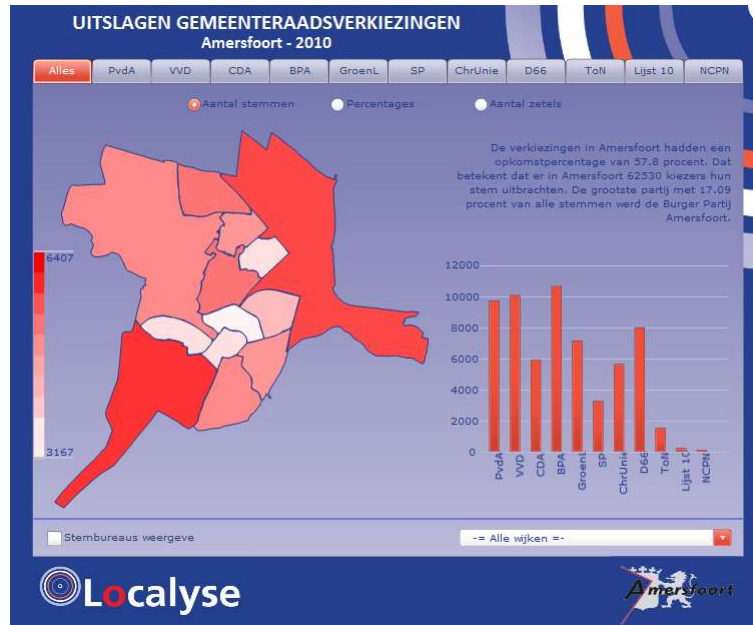 UITSLAGEN GEMEENTERAADSVERKIEZINGEN
Amersfoort - 2010
Alles PvdA VVD CDA BPA GroenL SP ChrUnie D66 ToN Lijst 10 NCPN
Aantal stemmen Percentages Aantal zetels
De verkiezingen in Amersfoort hadden een
opkomstpercentage van 57.8 procent. Dat
betekent dat er in Amersfoort 62530 kiezers hun
stem uitbrachten. De grootste partij met 17.09
procent van alle stemmen werd de Burger Partij
Amersfoort.
6407
3167
12000
10000
8000
6000
4000
2000
0
PvdA
VVD
CDA
BPA
GroenL
SP
ChrUnie
D66
ToN
Lijst 10
NCPN
Stembureaus weergeve
-= Alle wijken =-
Localyse
Amersfoort